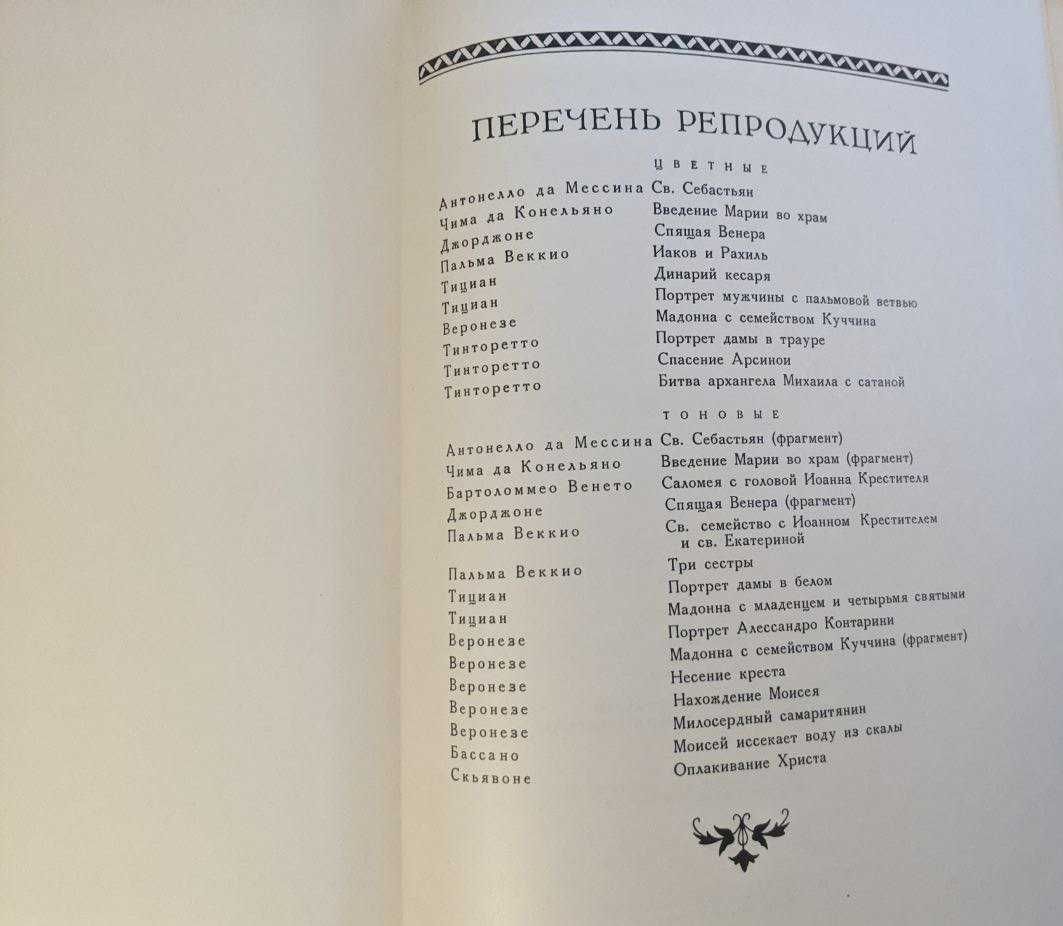 ПЕРЕЧЕНЬ РЕПРОДУКЦИЙ
ЦВЕТНЫЕ
Антонелло да Мессина Св. Себастьян
Чима да Конельяно Введение Марии во храм
Джорджоне Спящая Венера
Пальма Веккио Иаков и Рахиль
Тициан Динарий кесаря
Тициан Портрет мужчины с пальмовой ветвью
Веронезе Мадонна с семейством Куччина
Тинторетто Портрет дамы в трауре
Тинторетто Спасение Арсинои
Тинторетто Битва архангела Михаила с сатаной
ТОНОВЫЕ
Антонелло да Мессина Св. Себастьян (фрагмент)
Чима да Конельяно Введение Марии во храм (фрагмент)
Бартоломмео Венето Саломея с головой Иоанна Крестителя
Джорджоне Спящая Венера (фрагмент)
Пальма Веккио Св. семейство с Иоанном Крестителем
и св. Екатериной
Пальма Веккио Три сестры
Тициан Портрет дамы в белом
Тициан Мадонна с младенцем и четырьмя святыми
Веронезе Портрет Алессандро Контарини
Веронезе Мадонна с семейством Куччина (фрагмент)
Веронезе Несение креста
Веронезе Нахождение Моисея
Веронезе Милосердный самаритянин
Бассано Моисей иссекает воду из скалы
Скьявоне Оплакивание Христа